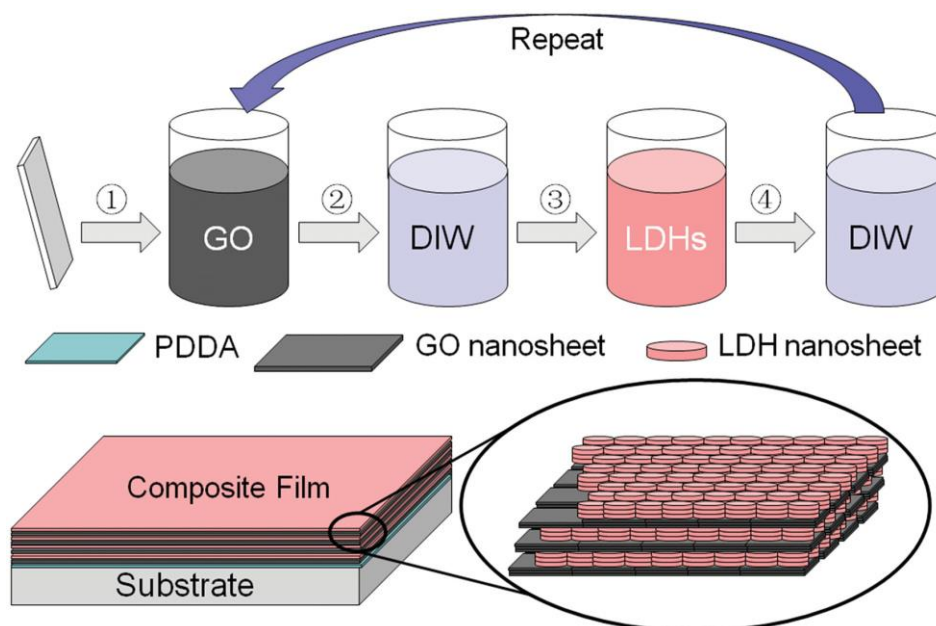 Repeat
① ② ③ ④
GO DIW LDHs DIW
PDDA GO nanosheet LDH nanosheet
Composite Film
Substrate